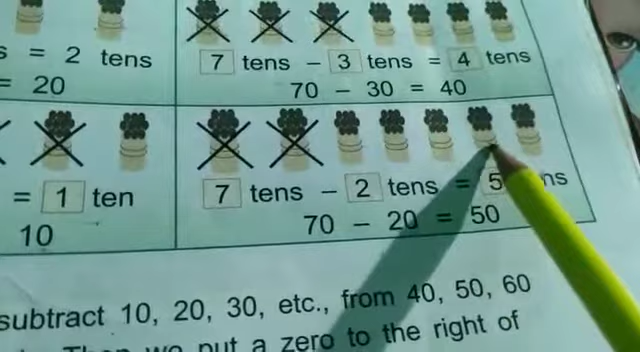 = 2 tens
= 20
7 tens − 3 tens = 4 tens
70 − 30 = 40
= 1 ten
10
7 tens − 2 tens = 5
70 − 20 = 50
subtract 10, 20, 30, etc., from 40, 50, 60
Then we put a zero to the right of